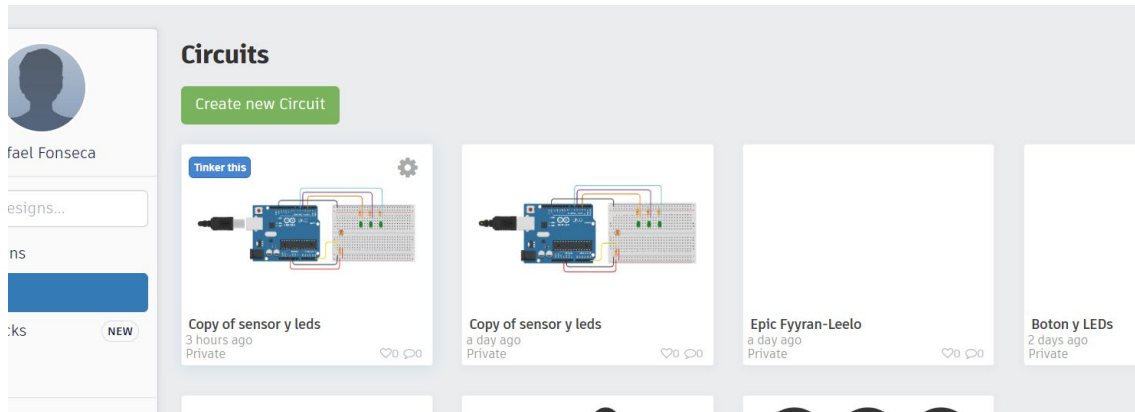 Circuits
Create new Circuit
fael Fonseca
esigns...
ns
cks
NEW
Tinker this
Copy of sensor y leds
3 hours ago
Private
0 0
Copy of sensor y leds
a day ago
Private
0 0
Epic Fyyran-Leelo
a day ago
Private
0 0
Boton y LEDs
2 days ago
Private